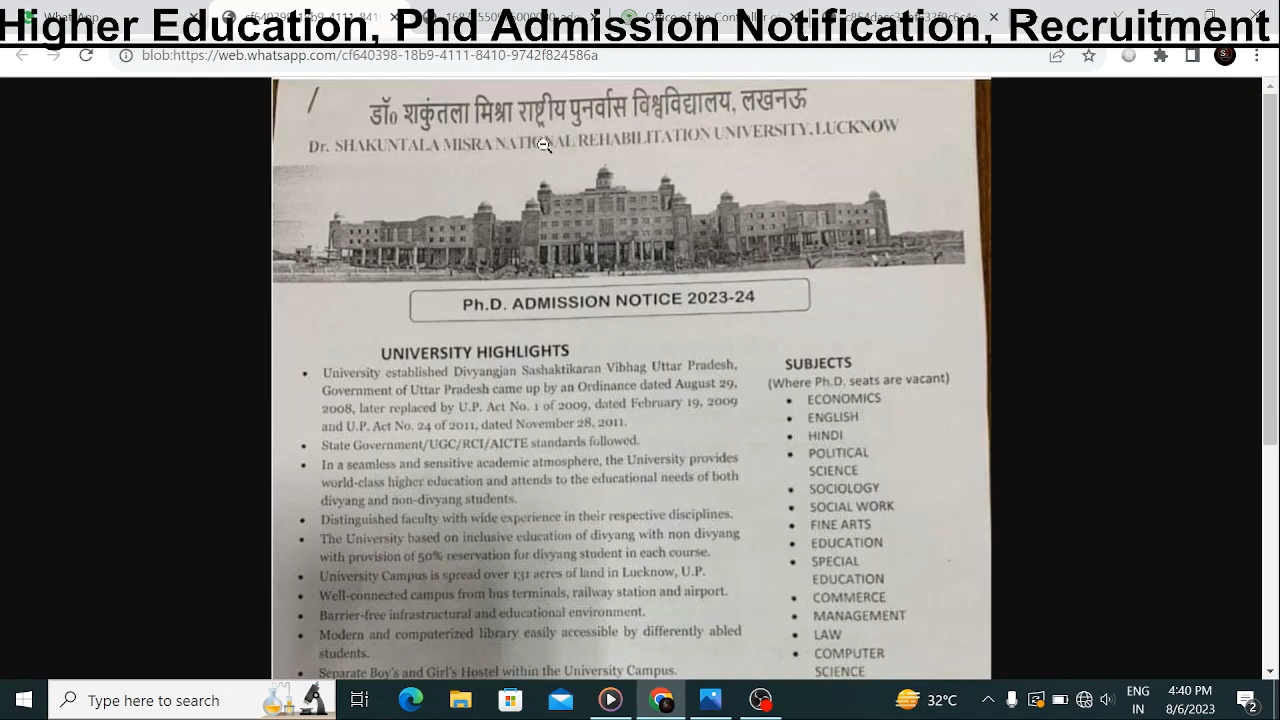 Higher Education, Phd Admission Notification, Recruitment
blob:https://web.whatsapp.com/cf640398-18b9-4111-8410-9742f824586a
डॉ० शकुंतला मिश्रा राष्ट्रीय पुनर्वास विश्वविद्यालय, लखनऊ
Dr. SHAKUNTALA MISRA NATIONAL REHABILITATION UNIVERSITY, LUCKNOW
Ph.D. ADMISSION NOTICE 2023-24
UNIVERSITY HIGHLIGHTS
• University established Divyangjan Sashaktikaran Vibhag Uttar Pradesh,
Government of Uttar Pradesh came up by an Ordinance dated August 29,
2008, later replaced by U.P. Act No. 1 of 2009, dated February 19, 2009
and U.P. Act No. 24 of 2011, dated November 28, 2011.
• State Government/UGC/RCI/AICTE standards followed.
• In a seamless and sensitive academic atmosphere, the University provides
world-class higher education and attends to the educational needs of both
divyang and non-divyang students.
• Distinguished faculty with wide experience in their respective disciplines.
• The University based on inclusive education of divyang with non divyang
with provision of 50% reservation for divyang student in each course.
• University Campus is spread over 131 acres of land in Lucknow, U.P.
• Well-connected campus from bus terminals, railway station and airport.
• Barrier-free infrastructural and educational environment.
• Modern and computerized library easily accessible by differently abled
students.
• Separate Boy's and Girl's Hostel within the University Campus.
SUBJECTS
(Where Ph.D. seats are vacant)
• ECONOMICS
• ENGLISH
• HINDI
• POLITICAL
SCIENCE
• SOCIOLOGY
• SOCIAL WORK
• FINE ARTS
• EDUCATION
• SPECIAL
EDUCATION
• COMMERCE
• MANAGEMENT
• LAW
• COMPUTER
SCIENCE
Type here to search
32°C
ENG
IN
4:40 PM
8/6/2023
2